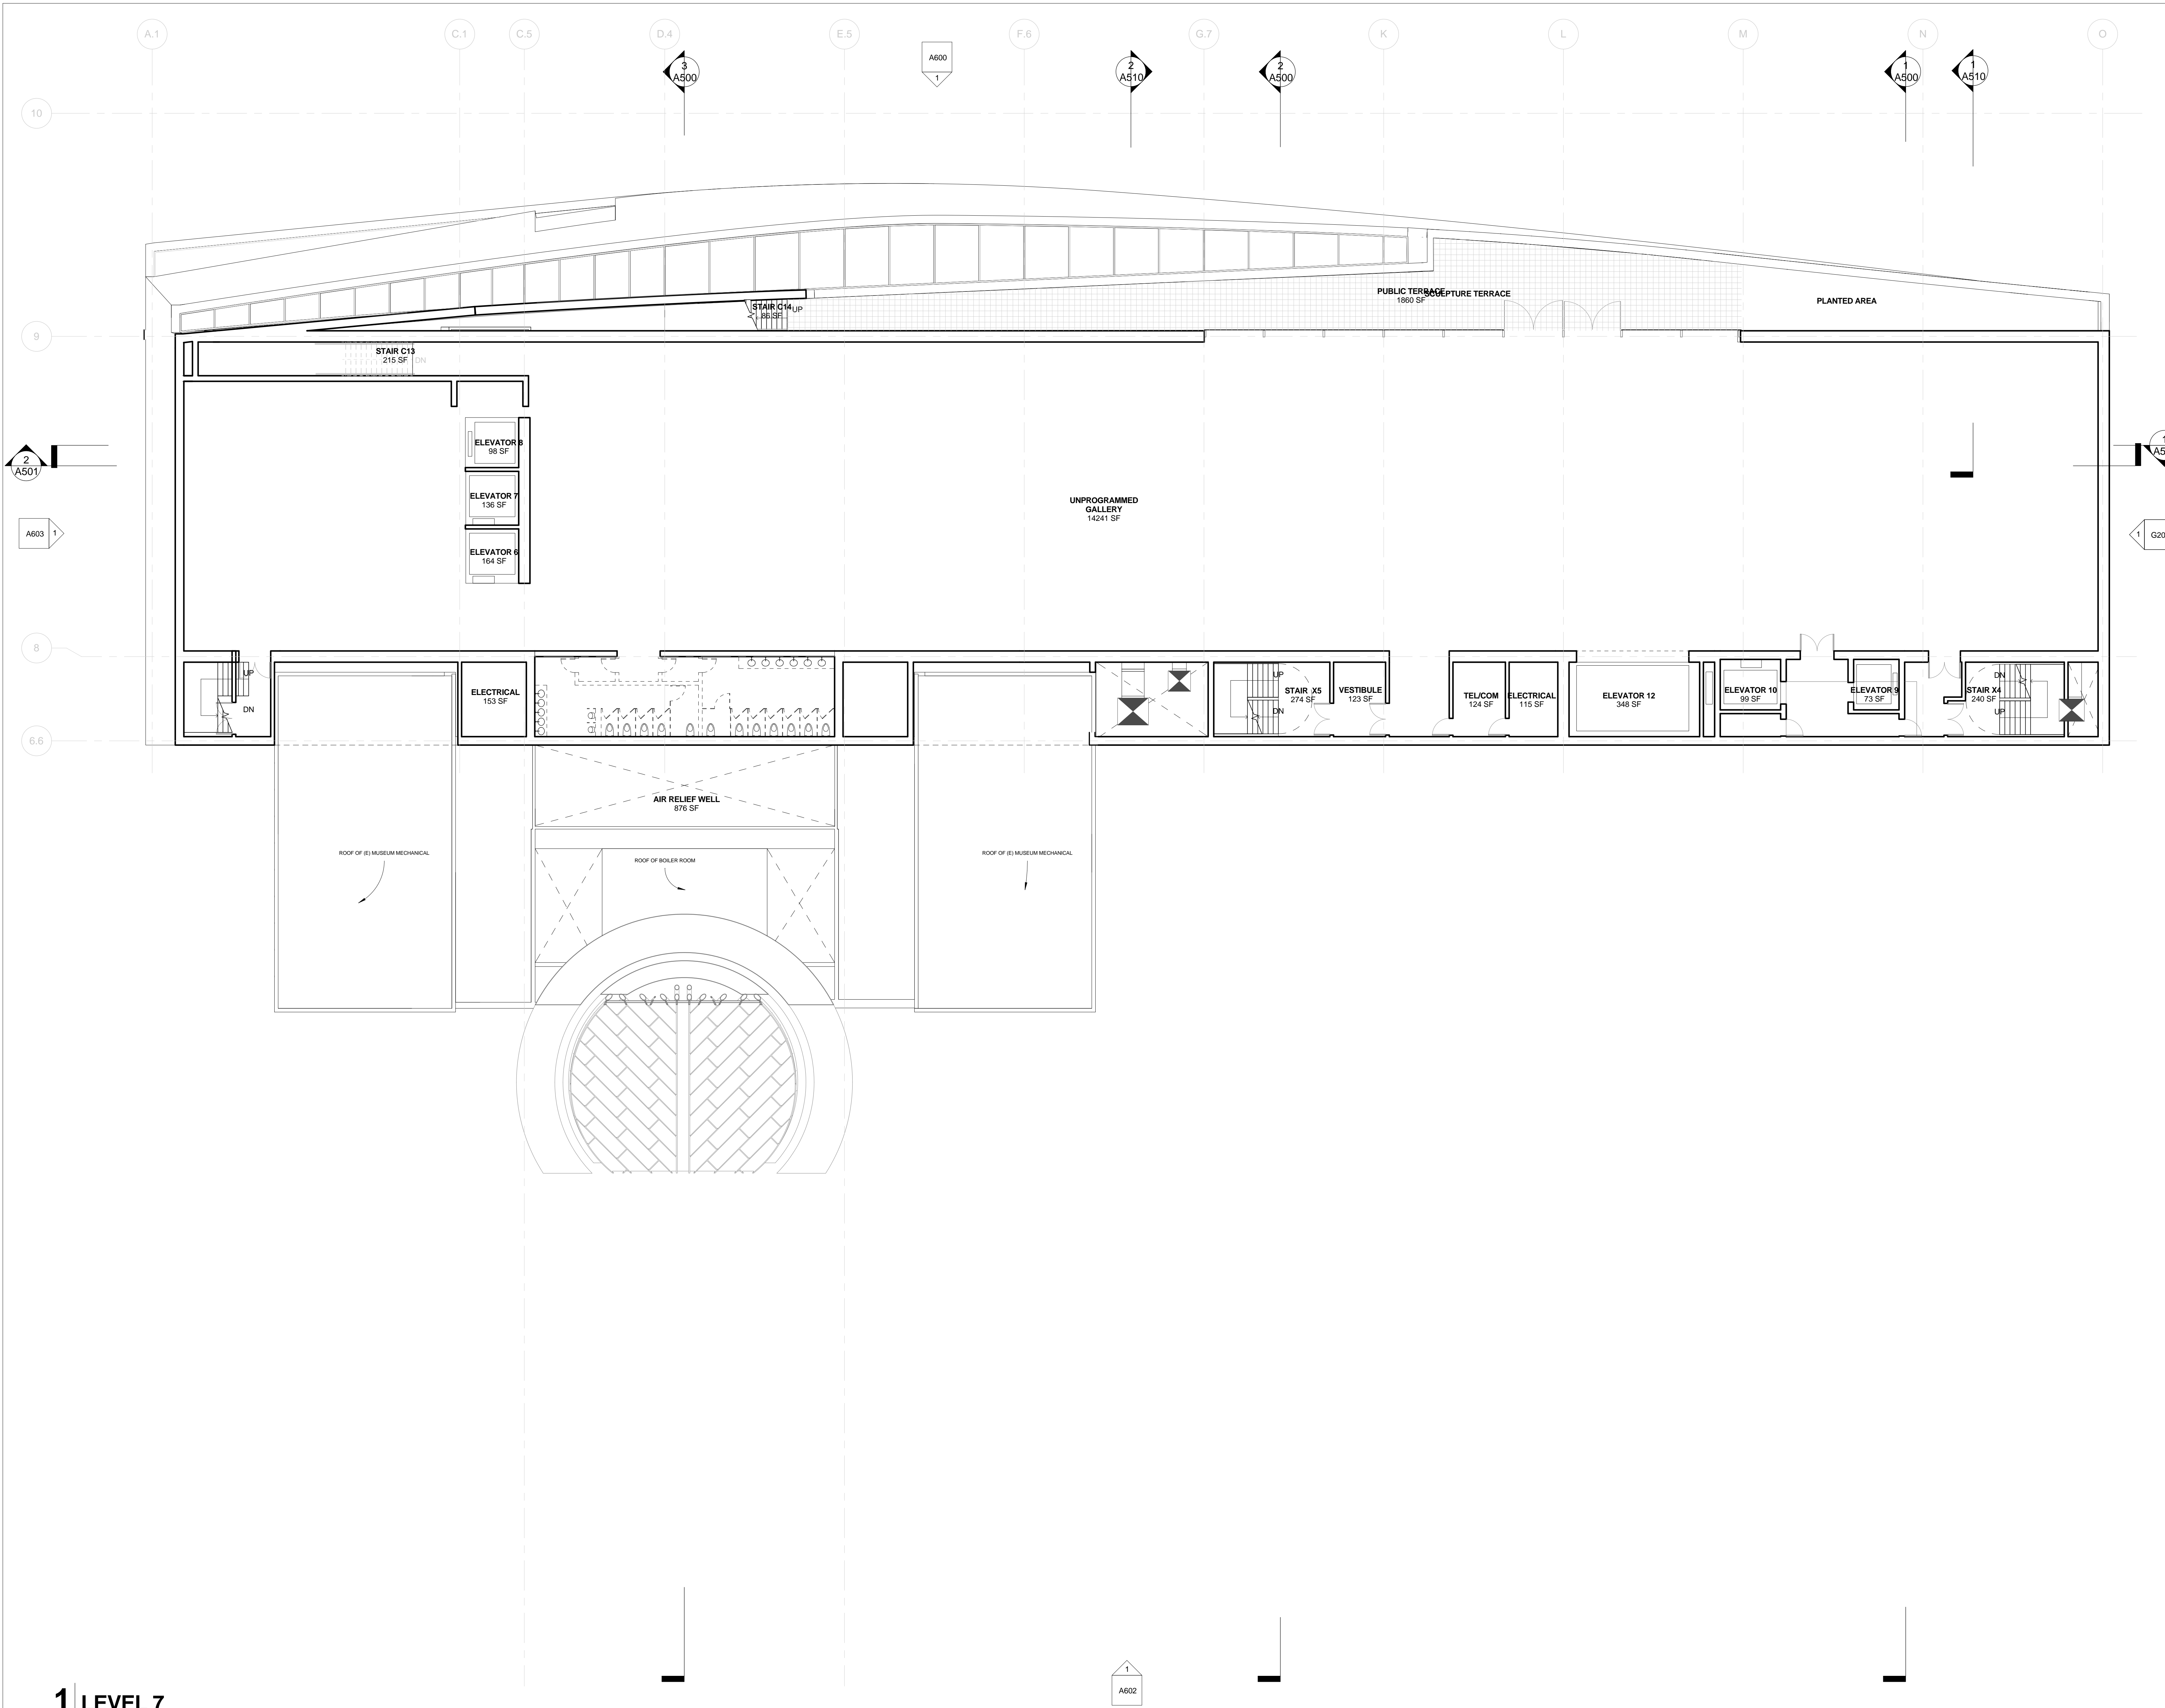 A.1
C.1
C.5
D.4
E.5
F.6
G.7
K
L
M
N
O
3
A500
A600
1
2
A510
2
A500
1
A500
1
A510
10
PUBLIC TERRACE
1860 SF
SCULPTURE TERRACE
PLANTED AREA
STAIR C14
86 SF
UP
9
STAIR C13
215 SF
DN
ELEVATOR 8
98 SF
2
A501
ELEVATOR 7
136 SF
UNPROGRAMMED
GALLERY
14241 SF
A603
1
1
ELEVATOR 6
164 SF
8
UP
DN
ELECTRICAL
153 SF
UP
DN
STAIR X5
274 SF
VESTIBULE
123 SF
TEL/COM
124 SF
ELECTRICAL
115 SF
ELEVATOR 12
348 SF
ELEVATOR 10
99 SF
ELEVATOR 9
73 SF
STAIR X4
240 SF
DN
UP
6.6
AIR RELIEF WELL
876 SF
ROOF OF (E) MUSEUM MECHANICAL
ROOF OF BOILER ROOM
ROOF OF (E) MUSEUM MECHANICAL
1
A602
1
LEVEL 7